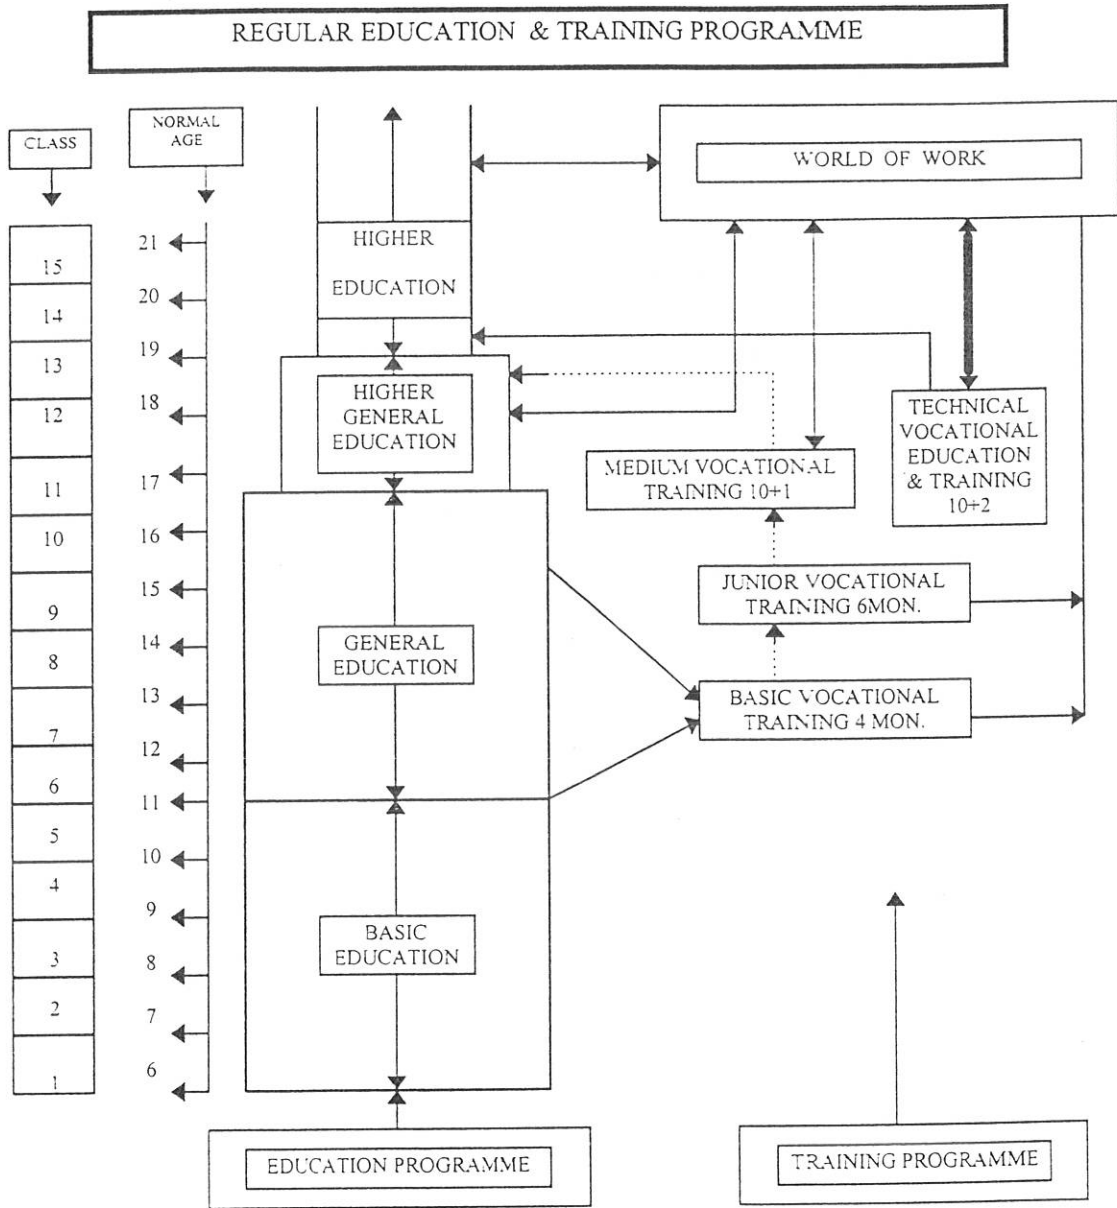 REGULAR EDUCATION & TRAINING PROGRAMME
CLASS
NORMAL
AGE
WORLD OF WORK
15
14
13
12
11
10
9
8
7
6
5
4
3
2
1
21
20
19
18
17
16
15
14
13
12
11
10
9
8
7
6
HIGHER
EDUCATION
HIGHER
GENERAL
EDUCATION
GENERAL
EDUCATION
BASIC
EDUCATION
MEDIUM VOCATIONAL
TRAINING 10+1
TECHNICAL
VOCATIONAL
EDUCATION
& TRAINING
10+2
JUNIOR VOCATIONAL
TRAINING 6MON.
BASIC VOCATIONAL
TRAINING 4 MON.
EDUCATION PROGRAMME
TRAINING PROGRAMME